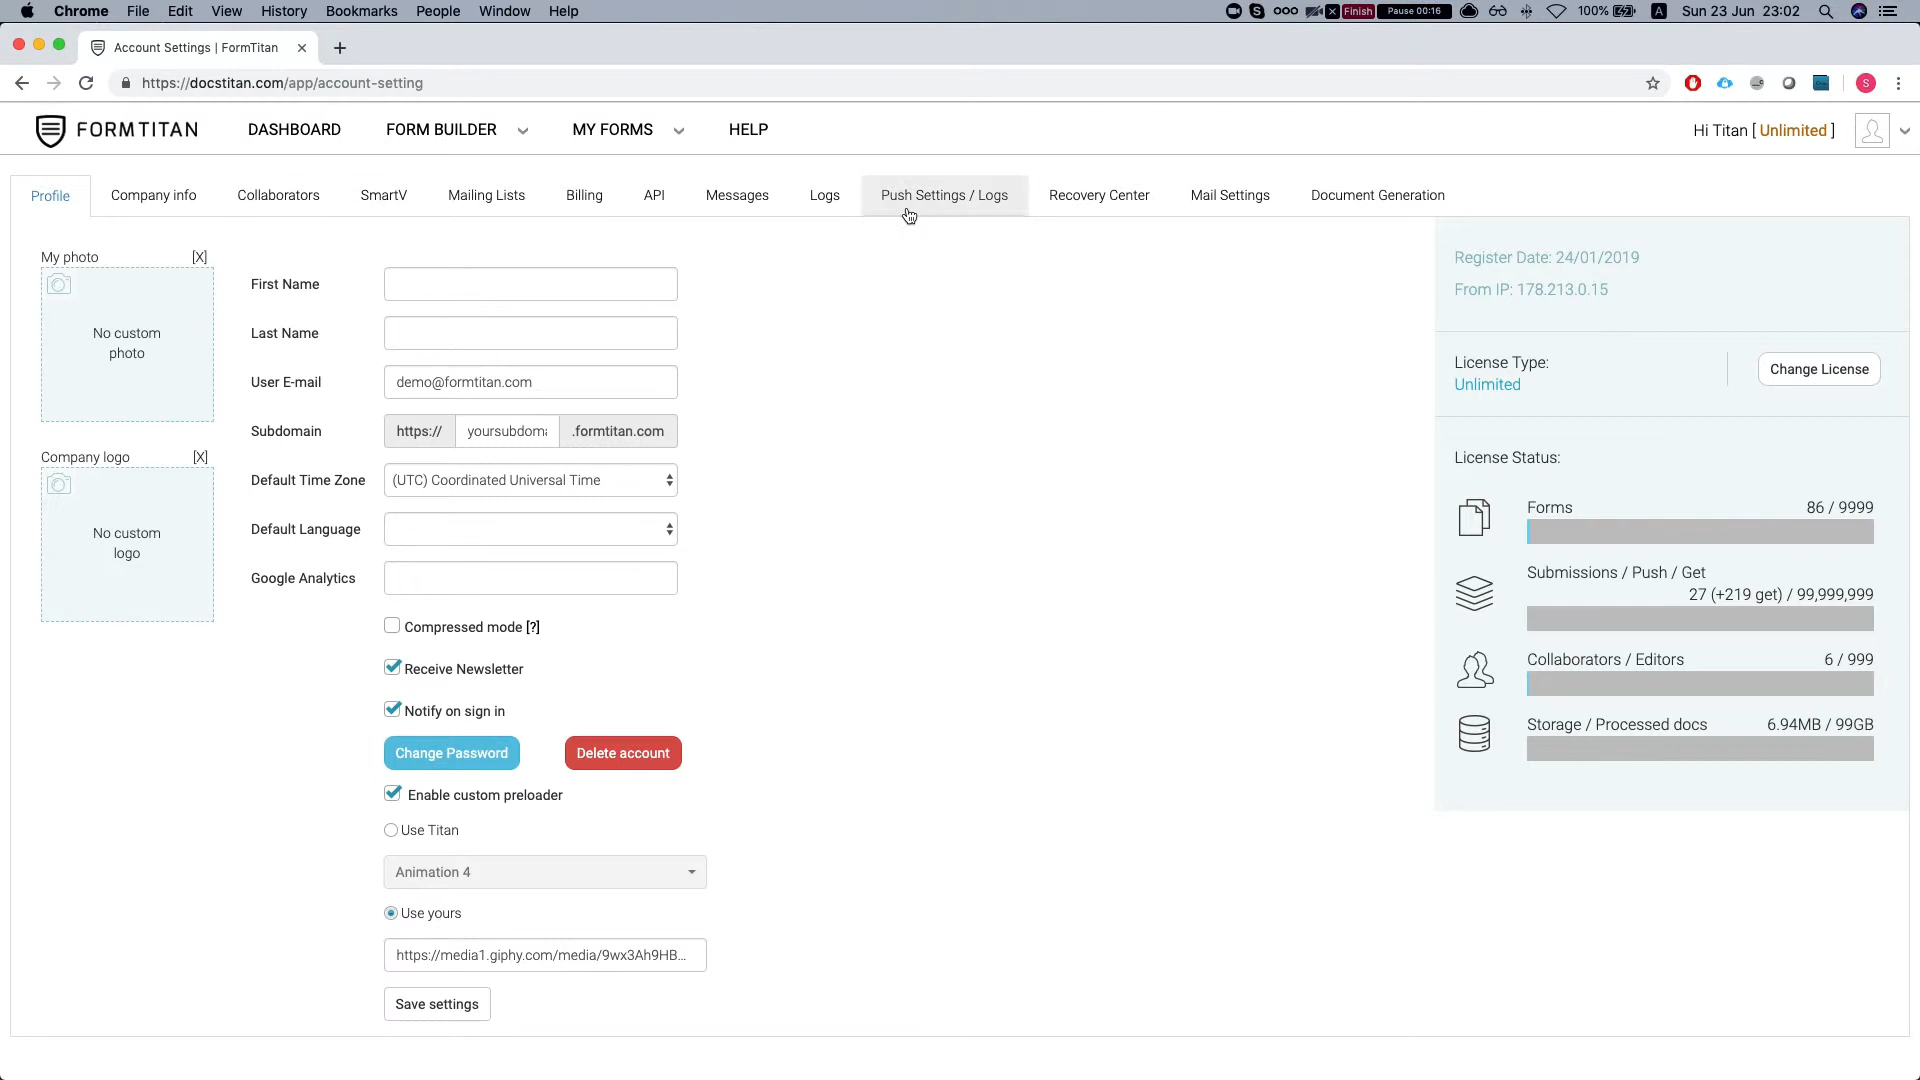 Chrome File Edit View History Bookmarks People Window Help
Finish Pause 00:16 100% A Sun 23 Jun 23:02
Account Settings | FormTitan
https://docstitan.com/app/account-setting
S
FORMTITAN DASHBOARD FORM BUILDER MY FORMS HELP Hi Titan [ Unlimited ]
Profile Company info Collaborators SmartV Mailing Lists Billing API Messages Logs Push Settings / Logs Recovery Center Mail Settings Document Generation
My photo [X]
No custom
photo
Company logo [X]
No custom
logo
First Name
Last Name
User E-mail demo@formtitan.com
Subdomain https:// yoursubdoma .formtitan.com
Default Time Zone (UTC) Coordinated Universal Time
Default Language
Google Analytics
Compressed mode [?]
Receive Newsletter
Notify on sign in
Change Password Delete account
Enable custom preloader
Use Titan
Animation 4
Use yours
https://media1.giphy.com/media/9wx3Ah9HB...
Save settings
Register Date: 24/01/2019
From IP: 178.213.0.15
License Type:
Unlimited
Change License
License Status:
Forms 86 / 9999
Submissions / Push / Get
27 (+219 get) / 99,999,999
Collaborators / Editors 6 / 999
Storage / Processed docs 6.94MB / 99GB